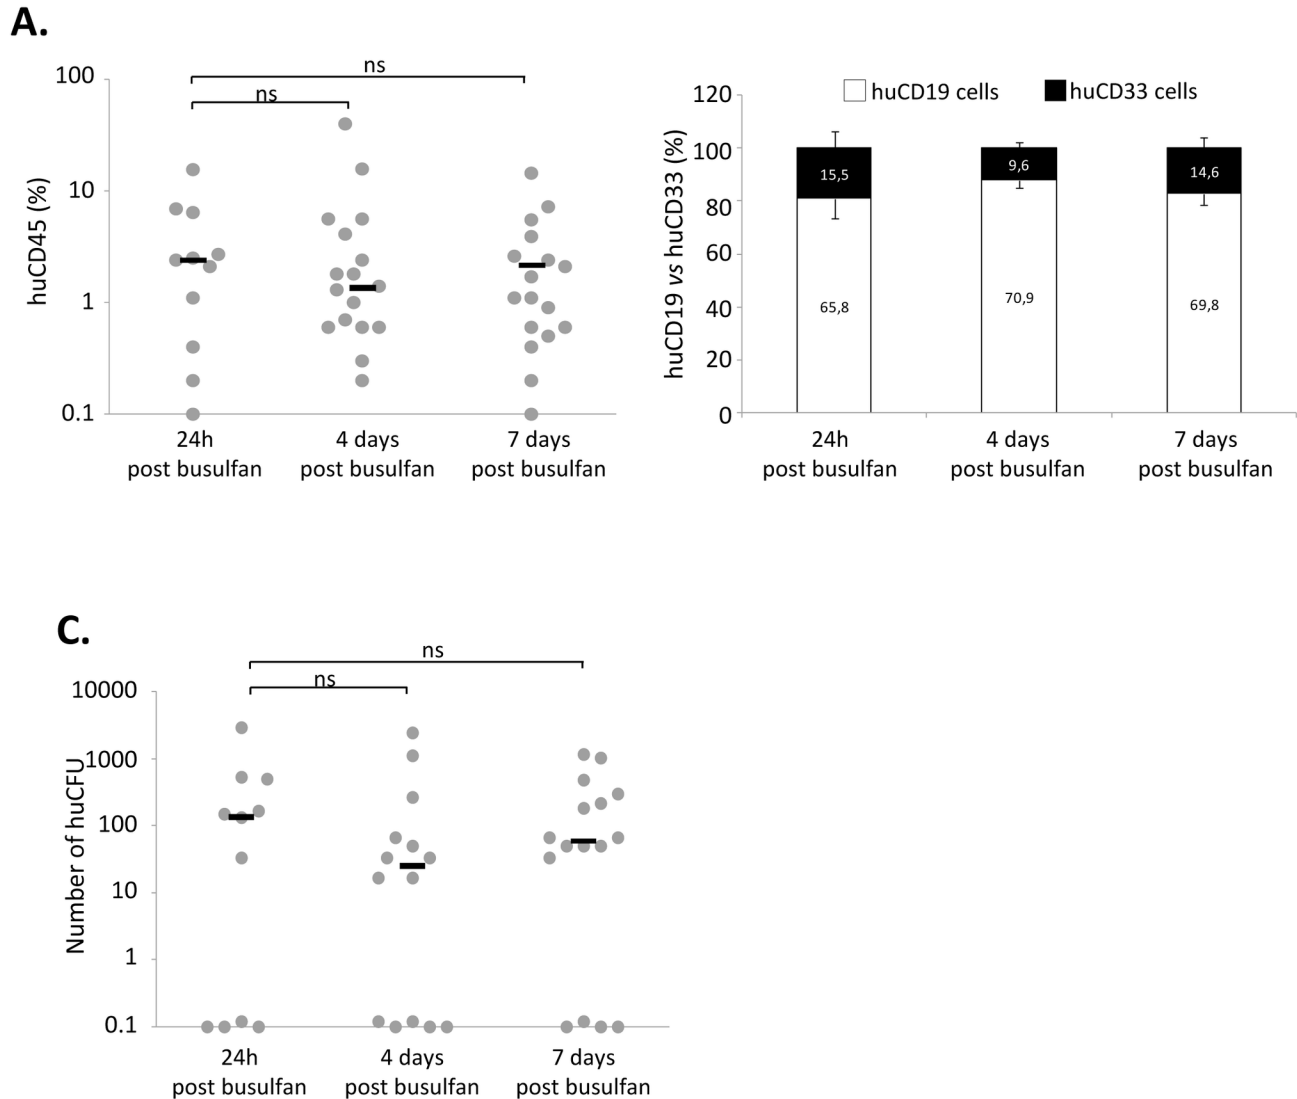 A.
ns
ns
100
10
1
0.1
huCD45 (%)
24h
post busulfan
4 days
post busulfan
7 days
post busulfan
huCD19 cells
huCD33 cells
120
100
80
60
40
20
0
huCD19 vs huCD33 (%)
15,5
9,6
14,6
65,8
70,9
69,8
24h
post busulfan
4 days
post busulfan
7 days
post busulfan
C.
ns
ns
10000
1000
100
10
1
0.1
Number of huCFU
24h
post busulfan
4 days
post busulfan
7 days
post busulfan